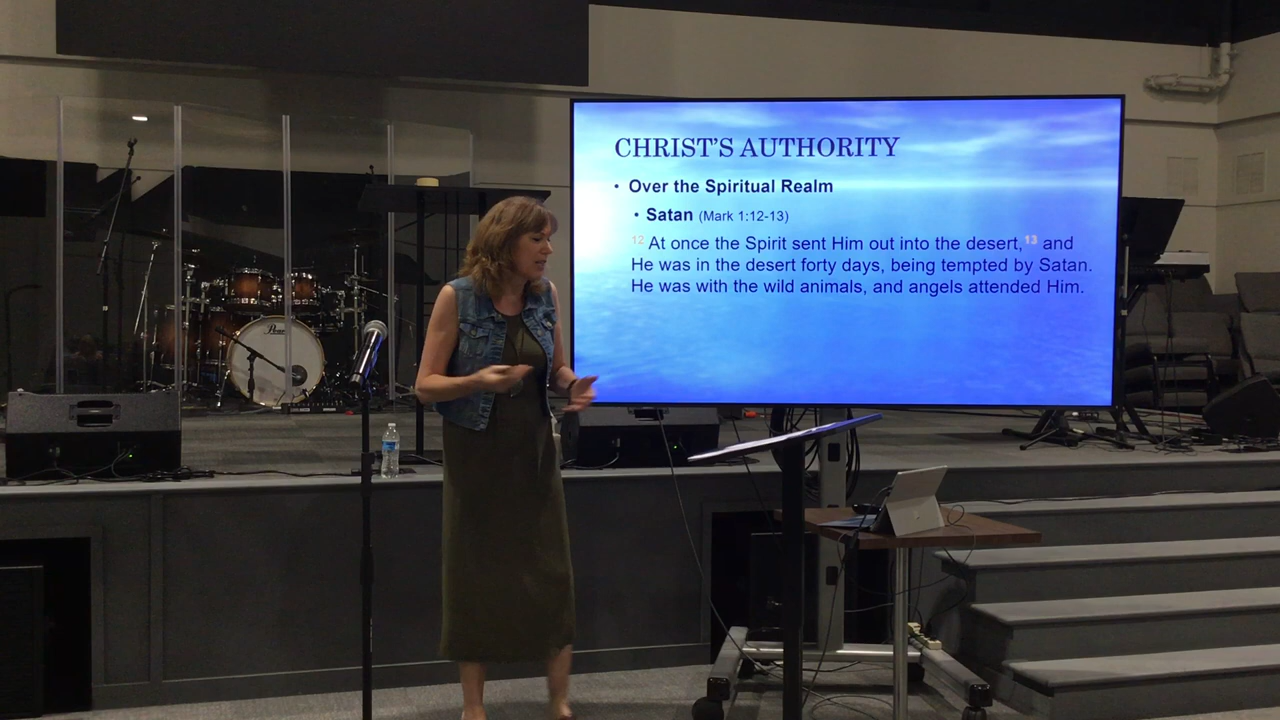 CHRIST'S AUTHORITY
• Over the Spiritual Realm
• Satan (Mark 1:12-13)
12 At once the Spirit sent Him out into the desert, 13 and
He was in the desert forty days, being tempted by Satan.
He was with the wild animals, and angels attended Him.
Pearl